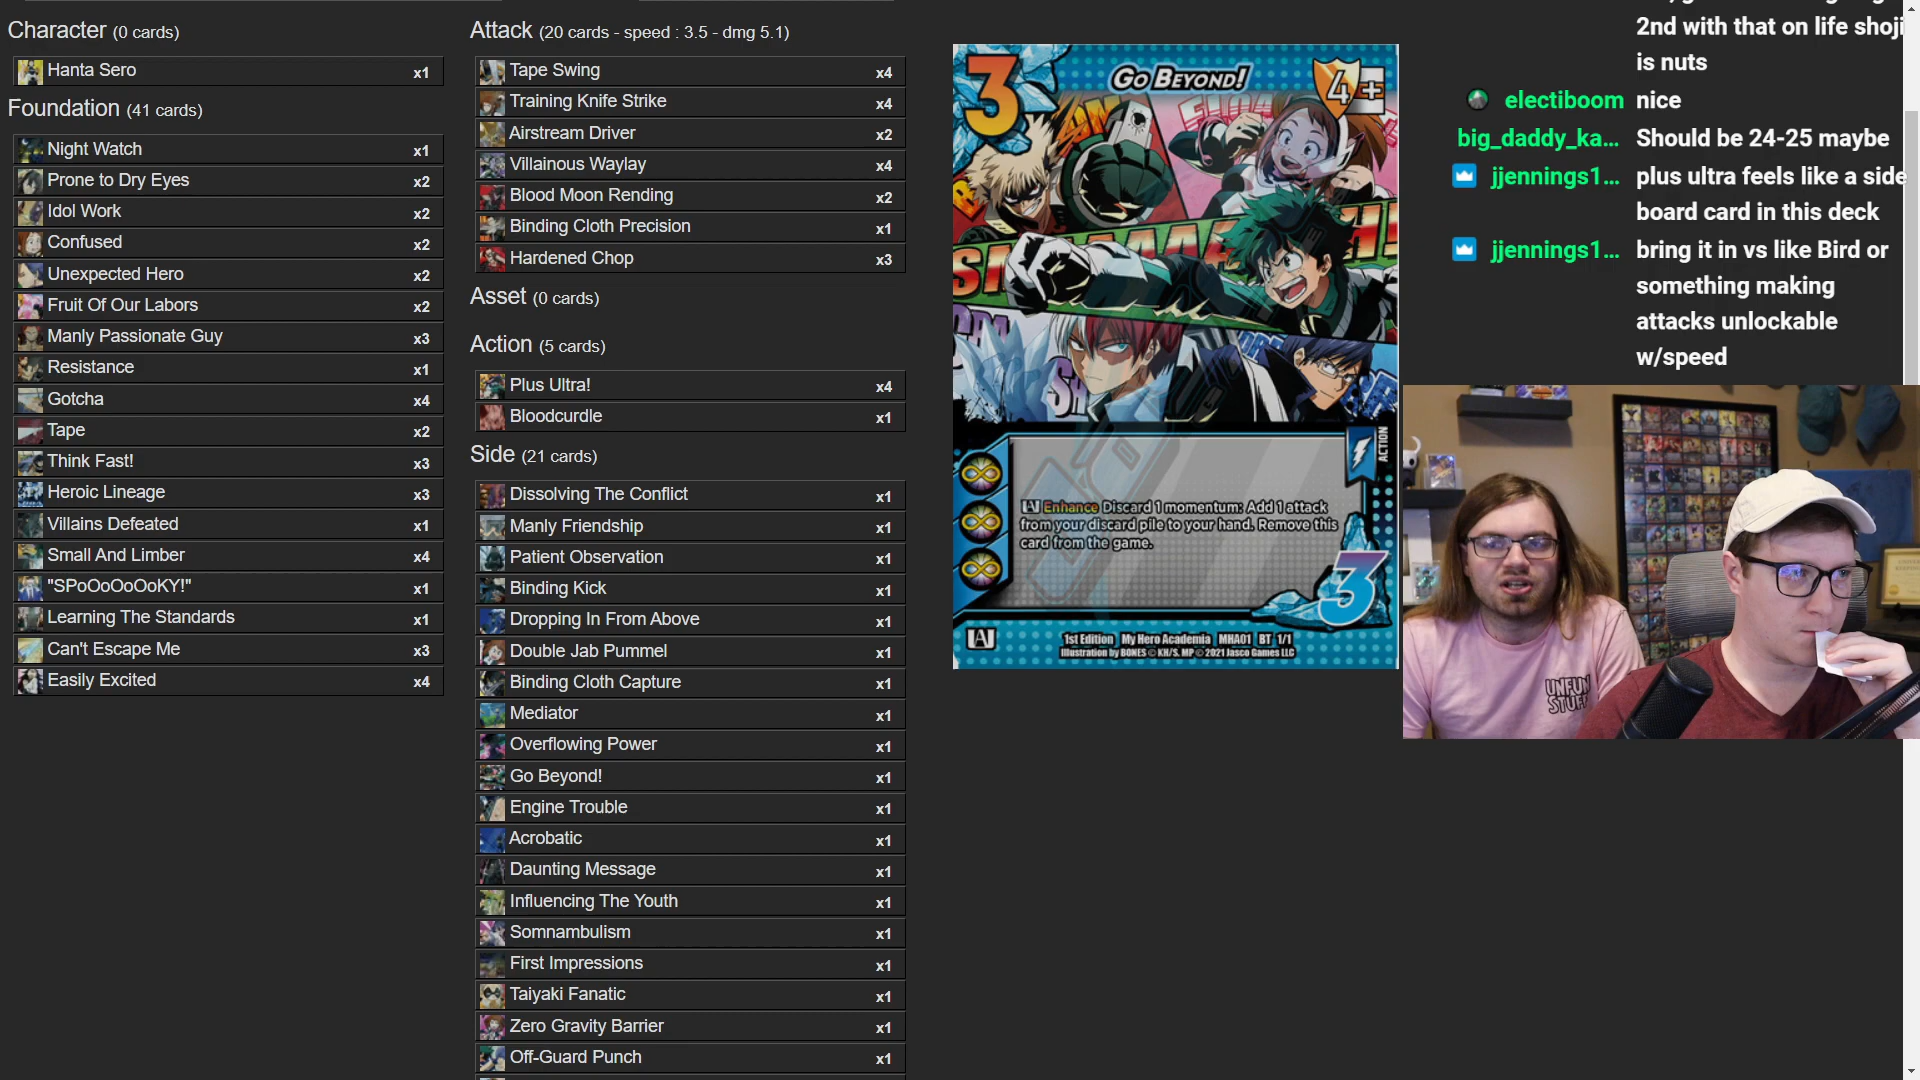 Character (0 cards)
Hanta Sero x1
Foundation (41 cards)
Night Watch x1
Prone to Dry Eyes x2
Idol Work x2
Confused x2
Unexpected Hero x2
Fruit Of Our Labors x2
Manly Passionate Guy x3
Resistance x1
Gotcha x4
Tape x2
Think Fast! x3
Heroic Lineage x3
Villains Defeated x1
Small And Limber x4
"SPoOoOoOoKY!" x1
Learning The Standards x1
Can't Escape Me x3
Easily Excited x4
Attack (20 cards - speed : 3.5 - dmg 5.1)
Tape Swing x4
Training Knife Strike x4
Airstream Driver x2
Villainous Waylay x4
Blood Moon Rending x2
Binding Cloth Precision x1
Hardened Chop x3
Asset (0 cards)
Action (5 cards)
Plus Ultra! x4
Bloodcurdle x1
Side (21 cards)
Dissolving The Conflict x1
Manly Friendship x1
Patient Observation x1
Binding Kick x1
Dropping In From Above x1
Double Jab Pummel x1
Binding Cloth Capture x1
Mediator x1
Overflowing Power x1
Go Beyond! x1
Engine Trouble x1
Acrobatic x1
Daunting Message x1
Influencing The Youth x1
Somnambulism x1
First Impressions x1
Taiyaki Fanatic x1
Zero Gravity Barrier x1
Off-Guard Punch x1
3
Go Beyond!
4+
ACTION
Enhance Discard 1 momentum: Add 1 attack
from your discard pile to your hand. Remove this
card from the game.
3
1st Edition My Hero Academia MHA01 BT 1/1
Illustration by BONES © KH/S, MP © 2021 Jasco Games LLC
2nd with that on life shoji
is nuts
electiboom nice
big_daddy_ka... Should be 24-25 maybe
jjennings1... plus ultra feels like a side
board card in this deck
jjennings1... bring it in vs like Bird or
something making
attacks unlockable
w/speed
UNFUN
STUFF